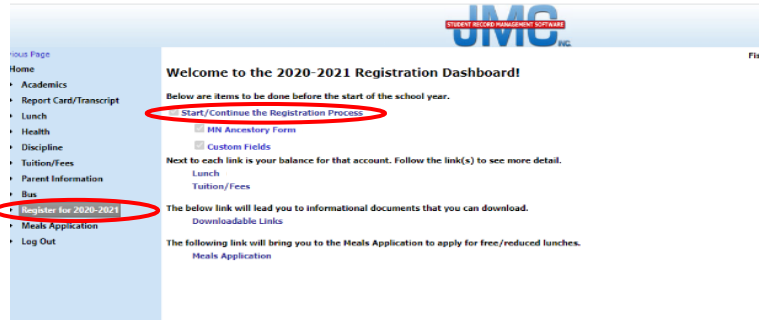 STUDENT RECORD MANAGEMENT SOFTWARE
JMC
INC.
ious Page
Fis
Home
Academics
Report Card/Transcript
Lunch
Health
Discipline
Tuition/Fees
Parent Information
Bus
Register for 2020-2021
Meals Application
Log Out
Welcome to the 2020-2021 Registration Dashboard!
Below are items to be done before the start of the school year.
Start/Continue the Registration Process
MN Ancestory Form
Custom Fields
Next to each link is your balance for that account. Follow the link(s) to see more detail.
Lunch
Tuition/Fees
The below link will lead you to informational documents that you can download.
Downloadable Links
The following link will bring you to the Meals Application to apply for free/reduced lunches.
Meals Application